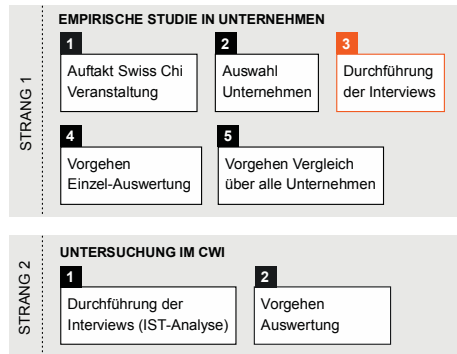 STRANG 1
EMPIRISCHE STUDIE IN UNTERNEHMEN
1
Auftakt Swiss Chi
Veranstaltung
2
Auswahl
Unternehmen
3
Durchführung
der Interviews
4
Vorgehen
Einzel-Auswertung
5
Vorgehen Vergleich
über alle Unternehmen
STRANG 2
UNTERSUCHUNG IM CWI
1
Durchführung der
Interviews (IST-Analyse)
2
Vorgehen
Auswertung